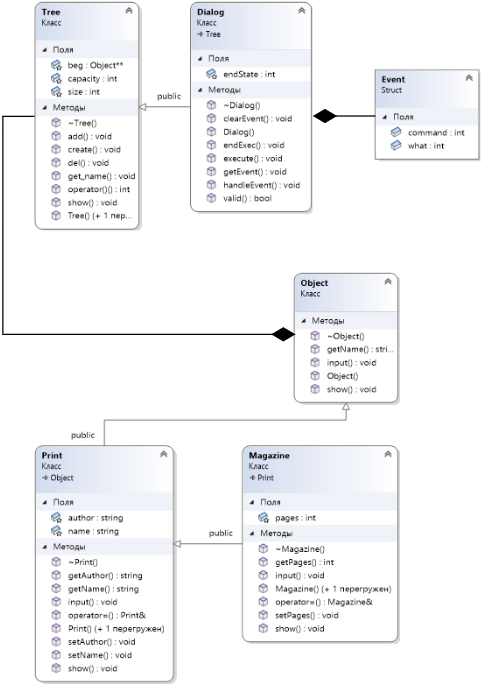 Tree
Класс
Поля
beg : Object**
capacity : int
size : int
Методы
~Tree()
add() : void
create() : void
del() : void
get_name() : void
operator()() : int
show() : void
Tree() (+ 1 пер...
public
Dialog
Класс
Tree
Поля
endState : int
Методы
~Dialog()
clearEvent() : void
Dialog()
endExec() : void
execute() : void
getEvent() : void
handleEvent() : void
valid() : bool
Event
Struct
Поля
command : int
what : int
Object
Класс
Методы
~Object()
getName() : stri...
input() : void
Object()
show() : void
public
Print
Класс
Object
Поля
author : string
name : string
Методы
~Print()
getAuthor() : string
getName() : string
input() : void
operator=() : Print&
Print() (+ 1 перегружен)
setAuthor() : void
setName() : void
show() : void
public
Magazine
Класс
Print
Поля
pages : int
Методы
~Magazine()
getPages() : int
input() : void
Magazine() (+ 1 перегружен)
operator=() : Magazine&
setPages() : void
show() : void